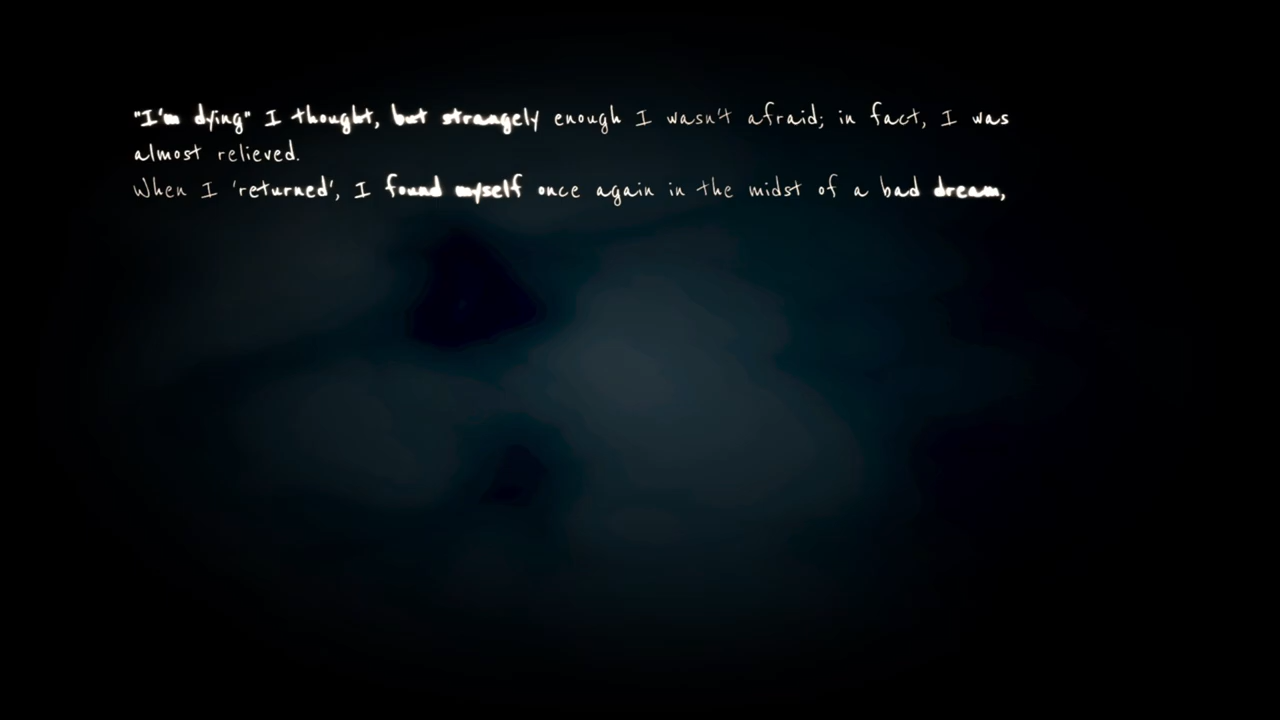 "I'm dying" I thought, but strangely enough I wasn't afraid; in fact, I was
almost relieved.
When I 'returned', I found myself once again in the midst of a bad dream,